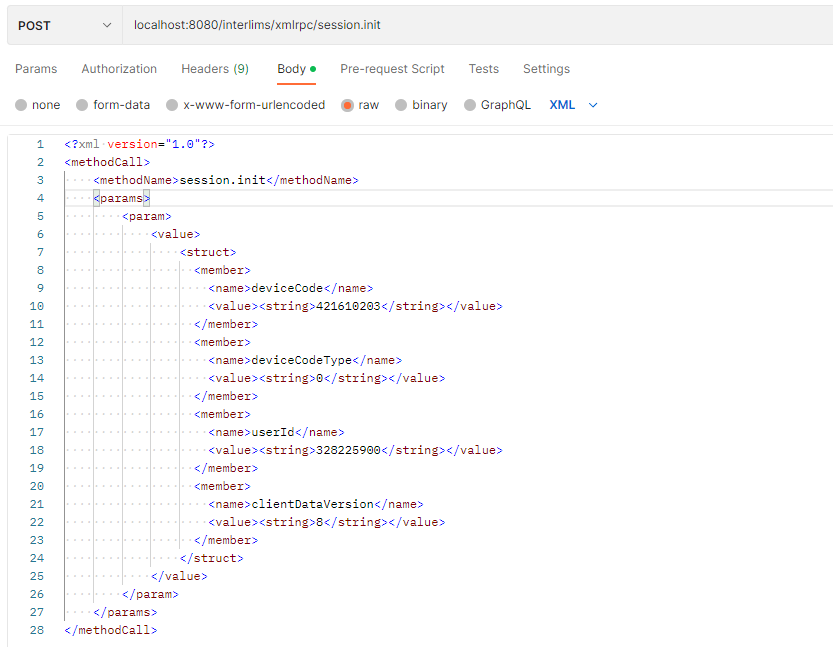 POST localhost:8080/interlims/xmlrpc/session.init
Params Authorization Headers (9) Body Pre-request Script Tests Settings
none form-data x-www-form-urlencoded raw binary GraphQL XML
1 <?xml version="1.0"?>
2 <methodCall>
3 <methodName>session.init</methodName>
4 <params>
5 <param>
6 <value>
7 <struct>
8 <member>
9 <name>deviceCode</name>
10 <value><string>421610203</string></value>
11 </member>
12 <member>
13 <name>deviceCodeType</name>
14 <value><string>0</string></value>
15 </member>
16 <member>
17 <name>userId</name>
18 <value><string>328225900</string></value>
19 </member>
20 <member>
21 <name>clientDataVersion</name>
22 <value><string>8</string></value>
23 </member>
24 </struct>
25 </value>
26 </param>
27 </params>
28 </methodCall>